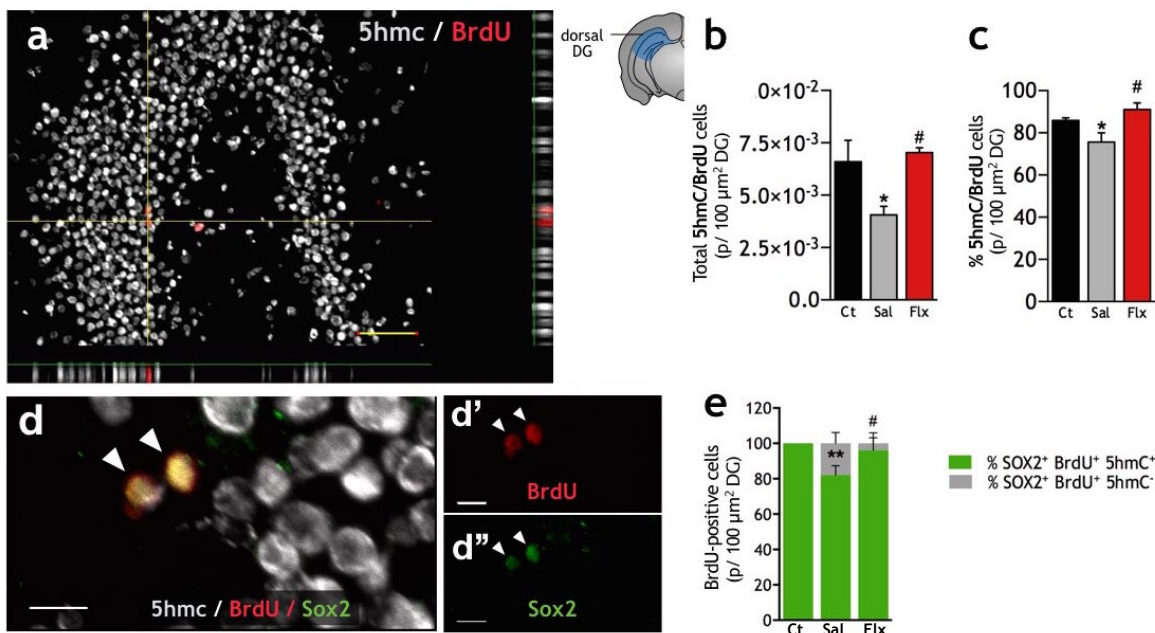 a
5hmc / BrdU
dorsal
DG
b
Total 5hmC/BrdU cells
(p/ 100 µm² DG)
0×10⁻²
7.5×10⁻³
5.0×10⁻³
2.5×10⁻³
0.0
*
#
Ct Sal Flx
c
% 5hmC/BrdU cells
(p/ 100 µm² DG)
100
80
60
40
20
0
*
#
Ct Sal Flx
d
5hmc / BrdU / Sox2
d'
BrdU
d"
Sox2
e
BrdU-positive cells
(p/ 100 µm² DG)
120
100
80
60
40
20
0
**
#
Ct Sal Flx
% SOX2⁺ BrdU⁺ 5hmC⁺
% SOX2⁺ BrdU⁺ 5hmC⁻